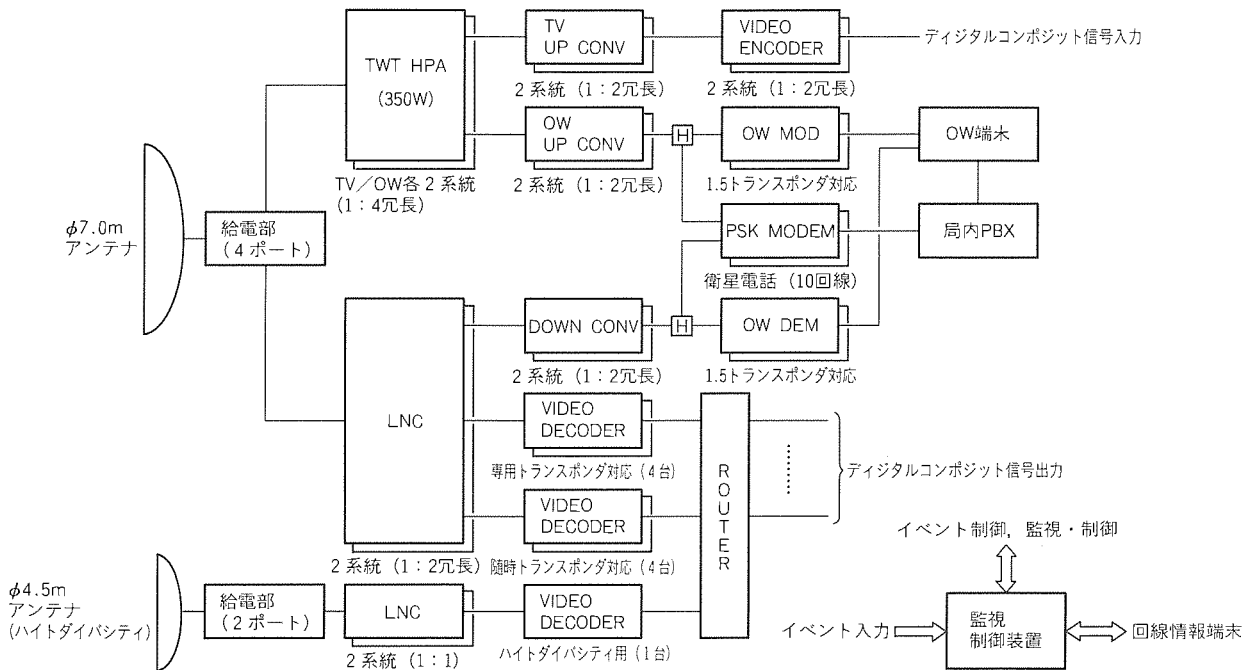 TV
UP CONV
VIDEO
ENCODER
ディジタルコンポジット信号入力
2系統（1：2冗長）
2系統（1：2冗長）
TWT HPA
（350W）
OW
UP CONV
H
OW MOD
OW端末
TV／OW各2系統
（1：4冗長）
2系統（1：2冗長）
1.5トランスポンダ対応
φ7.0m
アンテナ
給電部
（4ポート）
PSK MODEM
局内PBX
衛星電話（10回線）
DOWN CONV
H
OW DEM
2系統（1：2冗長）
1.5トランスポンダ対応
LNC
VIDEO
DECODER
専用トランスポンダ対応（4台）
ROUTER
ディジタルコンポジット信号出力
VIDEO
DECODER
2系統（1：2冗長）
随時トランスポンダ対応（4台）
φ4.5m
アンテナ
（ハイトダイバシティ）
給電部
（2ポート）
LNC
VIDEO
DECODER
2系統（1：1）
ハイトダイバシティ用（1台）
イベント制御，監視・制御
イベント入力
監視
制御装置
回線情報端末